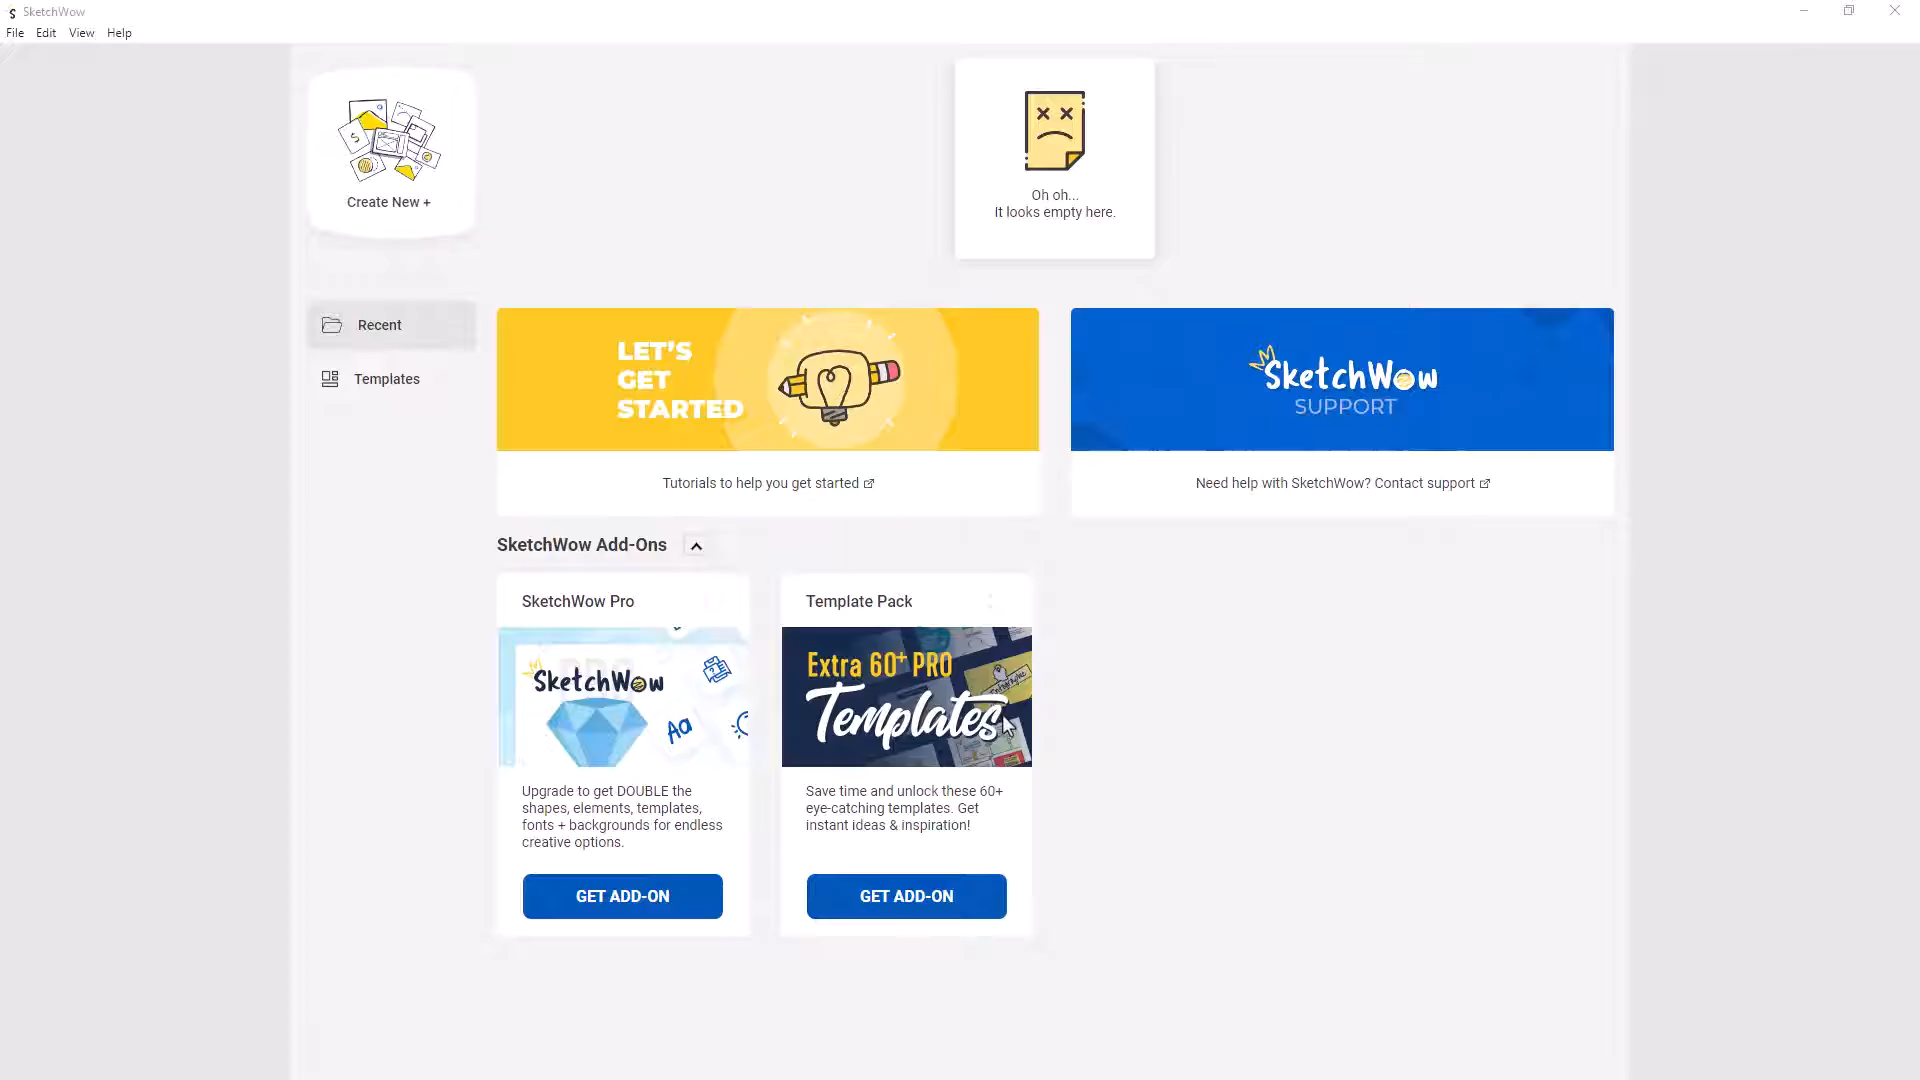 SketchWow
File Edit View Help
Create New +
Oh oh...
It looks empty here.
Recent
Templates
LET'S
GET
STARTED
Tutorials to help you get started
SketchWow
SUPPORT
Need help with SketchWow? Contact support
SketchWow Add-Ons
SketchWow Pro
PRO
SketchWow
Aa
Upgrade to get DOUBLE the
shapes, elements, templates,
fonts + backgrounds for endless
creative options.
GET ADD-ON
Template Pack
Extra 60+ PRO
Templates
Save time and unlock these 60+
eye-catching templates. Get
instant ideas & inspiration!
GET ADD-ON